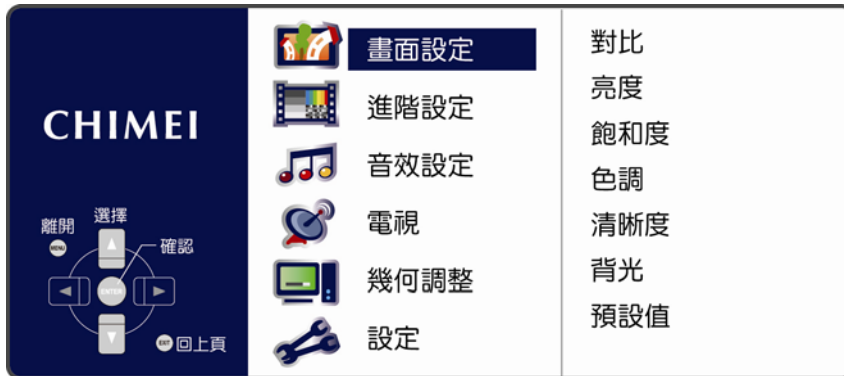 CHIMEI
離開
選擇
MENU
確認
ENTER
EXIT
回上頁
畫面設定
進階設定
音效設定
電視
幾何調整
設定
對比
亮度
飽和度
色調
清晰度
背光
預設值